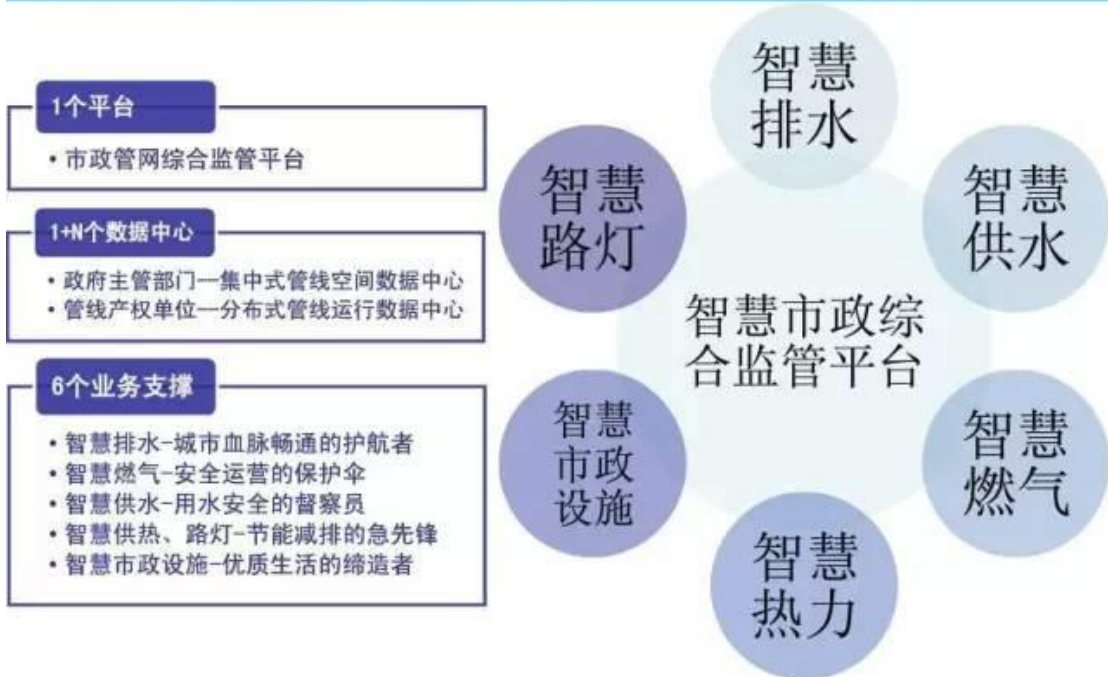 1个平台
• 市政管网综合监管平台
1+N个数据中心
• 政府主管部门—集中式管线空间数据中心
• 管线产权单位—分布式管线运行数据中心
6个业务支撑
• 智慧排水-城市血脉畅通的护航者
• 智慧燃气-安全运营的保护伞
• 智慧供水-用水安全的督察员
• 智慧供热、路灯-节能减排的急先锋
• 智慧市政设施-优质生活的缔造者
智慧
排水
智慧
供水
智慧
燃气
智慧
热力
智慧
市政
设施
智慧
路灯
智慧市政综
合监管平台